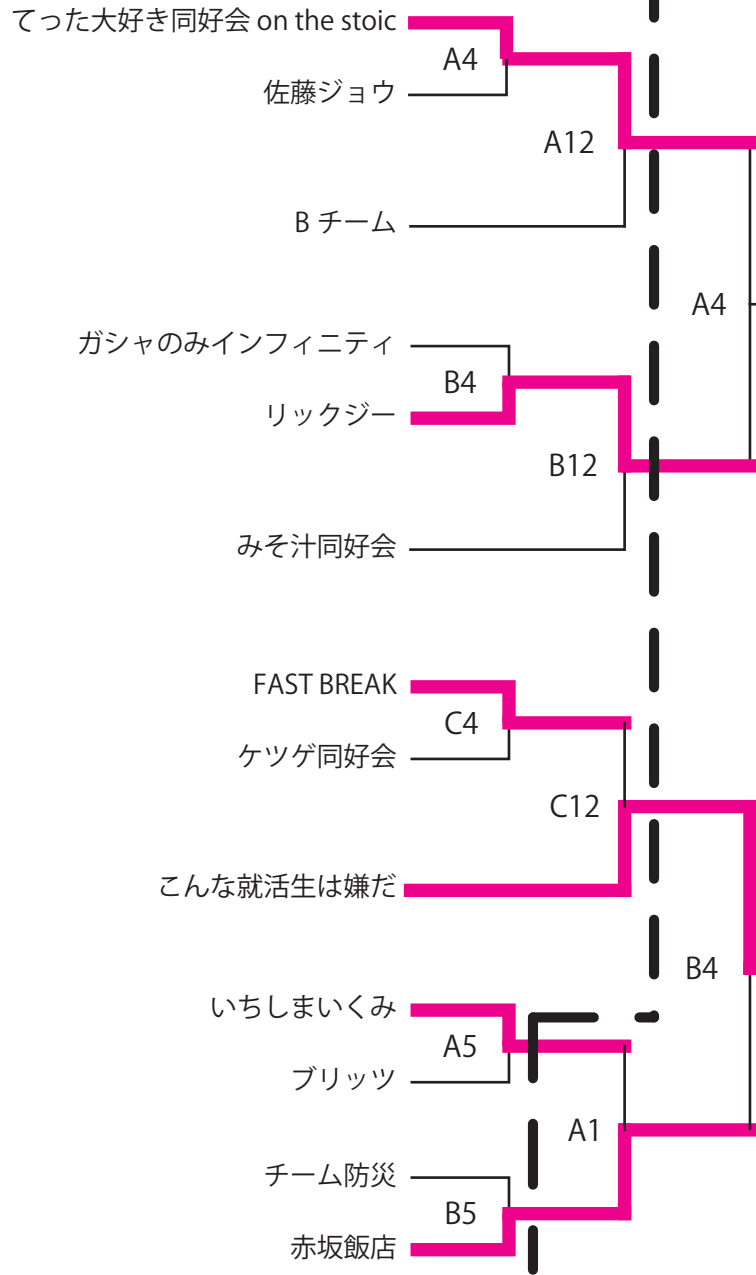 てった大好き同好会 on the stoic
A4
佐藤ジョウ
A12
B チーム
A4
ガシャのみインフィニティ
B4
リックジー
B12
みそ汁同好会
FAST BREAK
C4
ケツゲ同好会
C12
こんな就活生は嫌だ
B4
いちしまいくみ
A5
ブリッツ
A1
チーム防災
B5
赤坂飯店